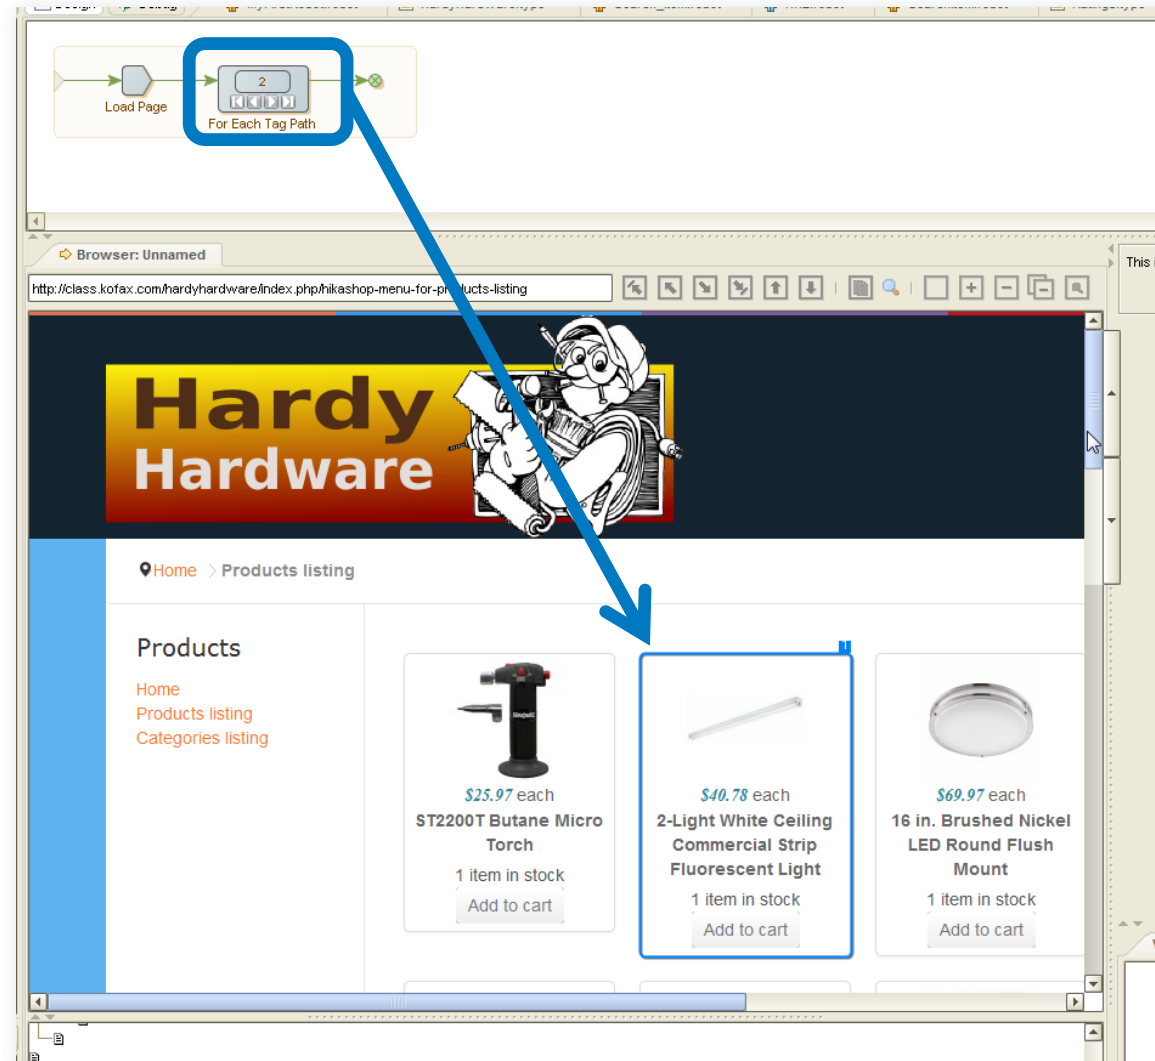 2
Load Page
For Each Tag Path
Browser: Unnamed
This
http://class.kofax.com/hardyhardware/index.php/hikashop-menu-for-products-listing
Hardy
Hardware
Home > Products listing
Products
Home
Products listing
Categories listing
$25.97 each
ST2200T Butane Micro
Torch
1 item in stock
Add to cart
$40.78 each
2-Light White Ceiling
Commercial Strip
Fluorescent Light
1 item in stock
Add to cart
$69.97 each
16 in. Brushed Nickel
LED Round Flush
Mount
1 item in stock
Add to cart